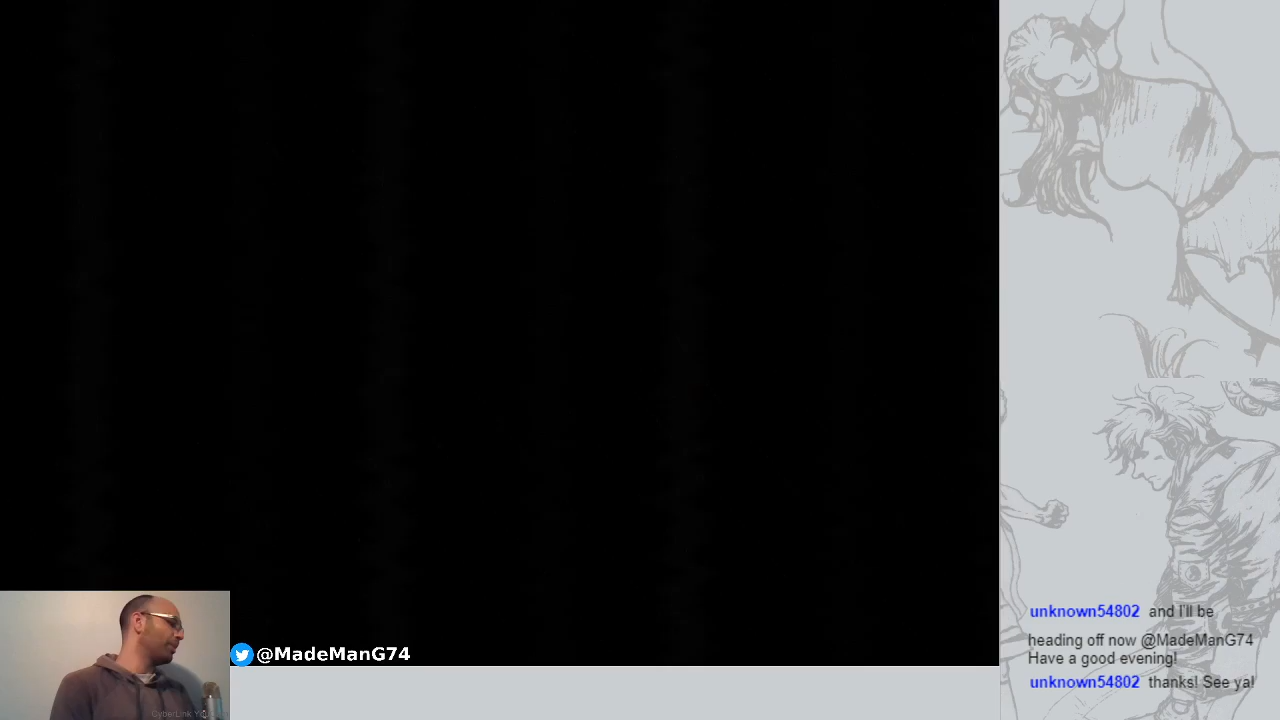 @MadeManG74
unknown54802 and I'll be
heading off now @MadeManG74
Have a good evening!
unknown54802 thanks! See ya!